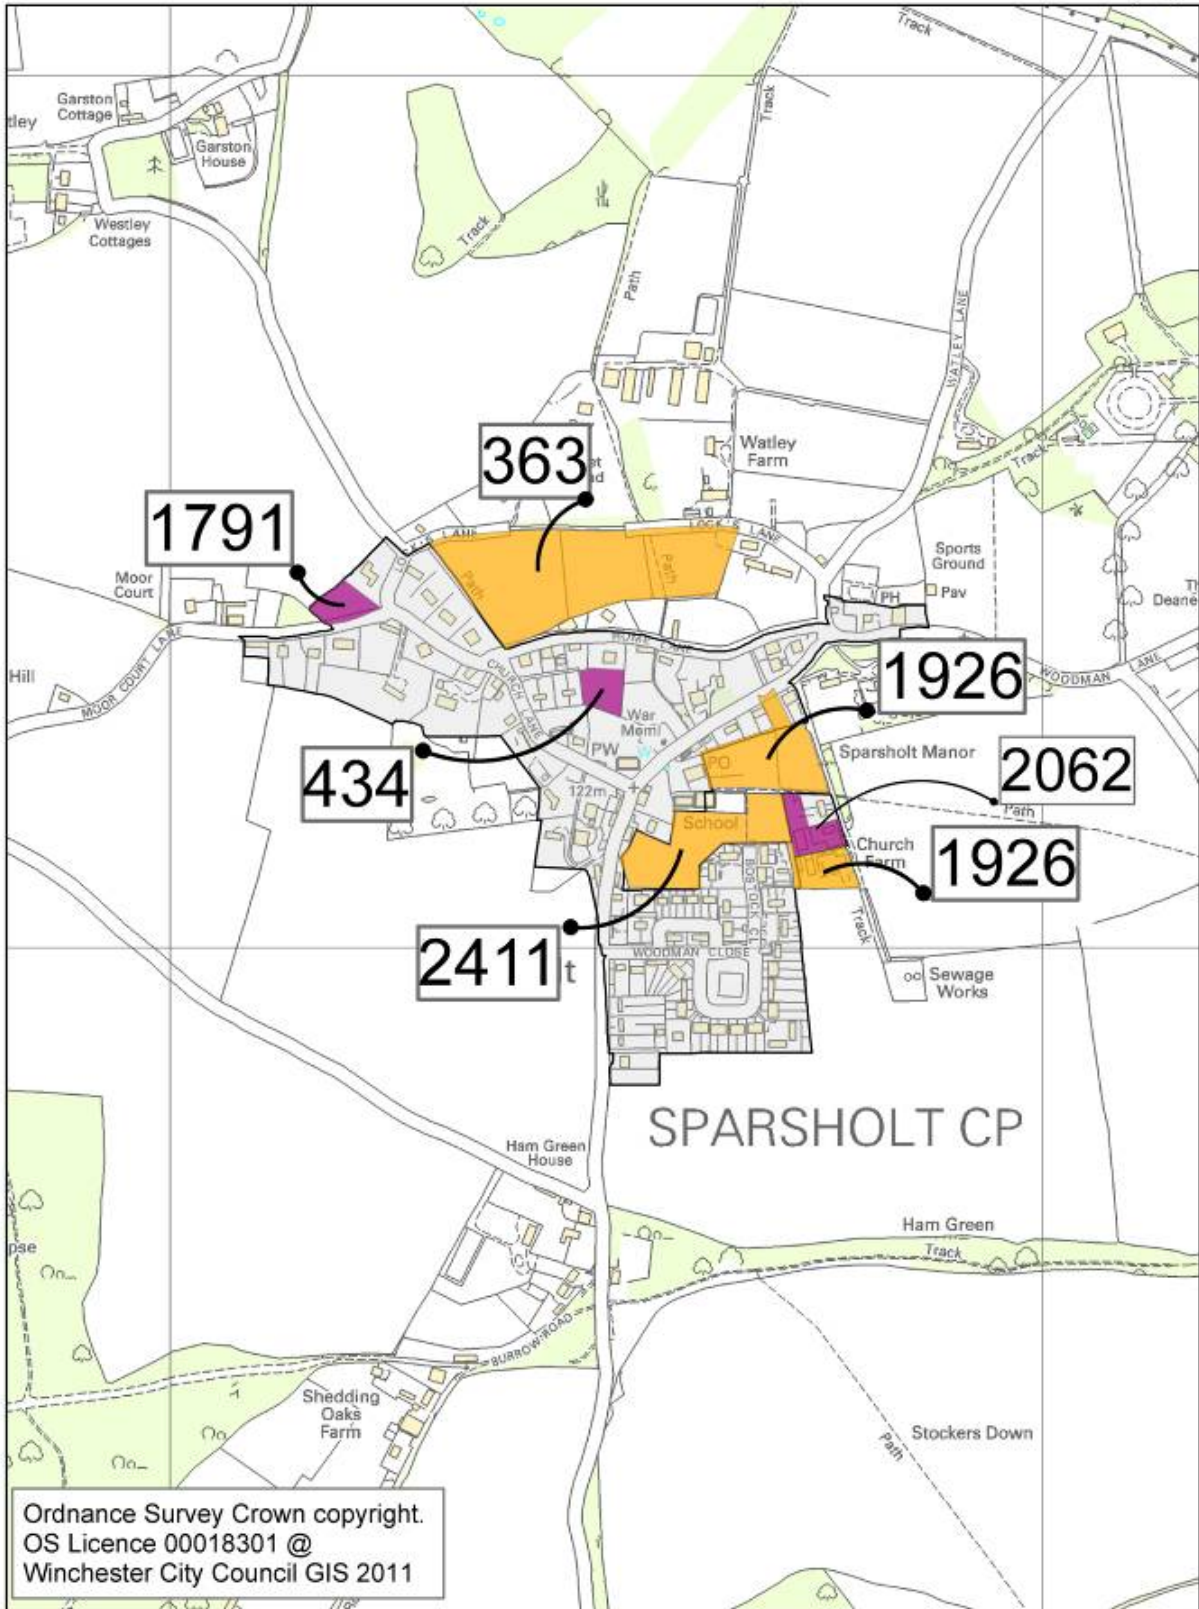 Track
Garston
Cottage
tley
Track
Garston
House
Westley
Cottages
Track
Path
WATLEY LANE
Watley
Farm
Track
363
1791
LOCK'S LANE
Sports
Ground
Moor
Court
Path
Path
PH
Pav
Deane
HOME LANE
MOOR COURT LANE
Hill
CHURCH LANE
1926
WOODMAN LANE
War
Meml
434
PW
PO
Sparsholt Manor
2062
122m
Path
School
Church
Farm
1926
BOSTOCK CL
2411
t
Track
WOODMAN CLOSE
Sewage
Works
SPARSHOLT CP
Ham Green
House
Ham Green
Track
pse
BURROW ROAD
Shedding
Oaks
Farm
Stockers Down
Path
Ordnance Survey Crown copyright.
OS Licence 00018301 @
Winchester City Council GIS 2011